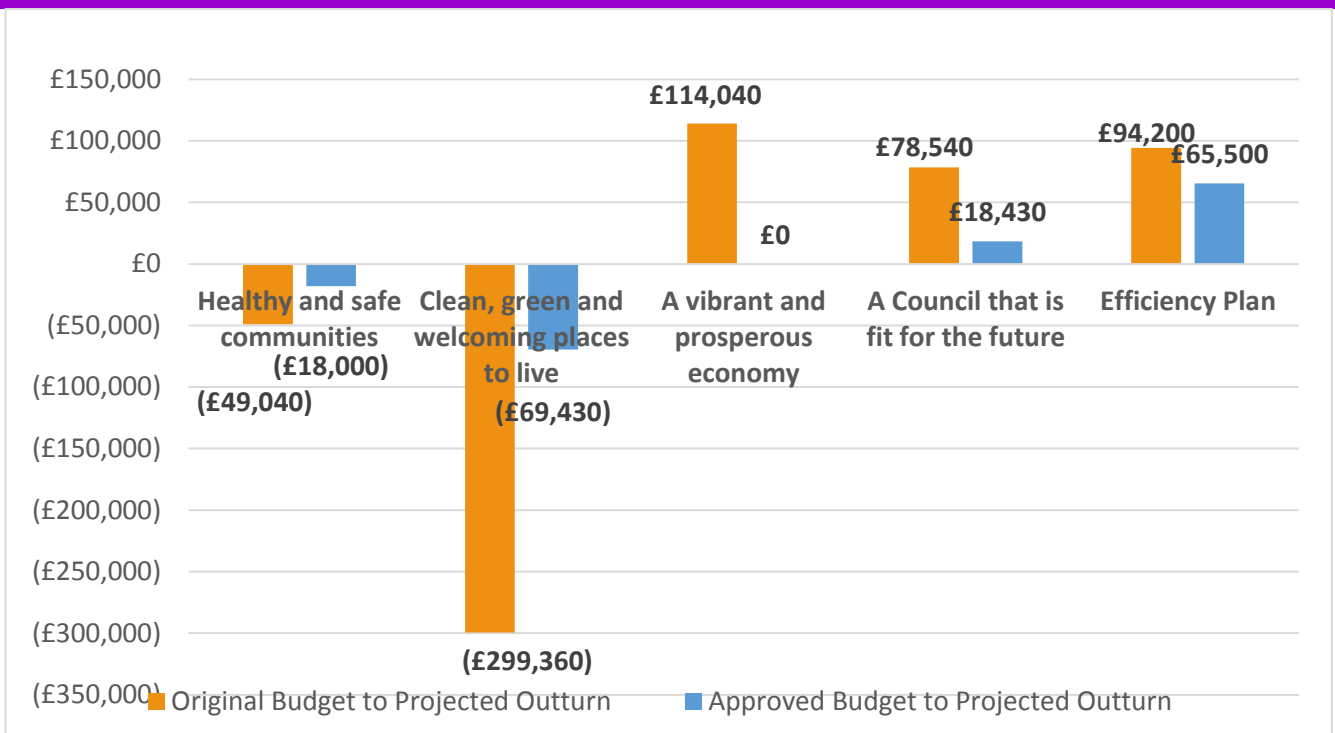 £150,000
£100,000
£50,000
£0
(£50,000)
(£100,000)
(£150,000)
(£200,000)
(£250,000)
(£300,000)
(£350,000)
£114,040
£78,540
£94,200
£65,500
£0
£18,430
Healthy and safe
communities
Clean, green and
welcoming places
to live
A vibrant and
prosperous
economy
A Council that is
fit for the future
Efficiency Plan
(£18,000)
(£49,040)
(£69,430)
(£299,360)
Original Budget to Projected Outturn
Approved Budget to Projected Outturn